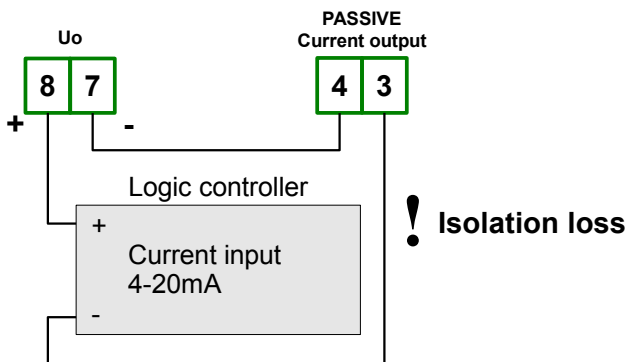 Uo
PASSIVE
Current output
8 7
4 3
+ -
Logic controller
+
Current input
4-20mA
-
! Isolation loss